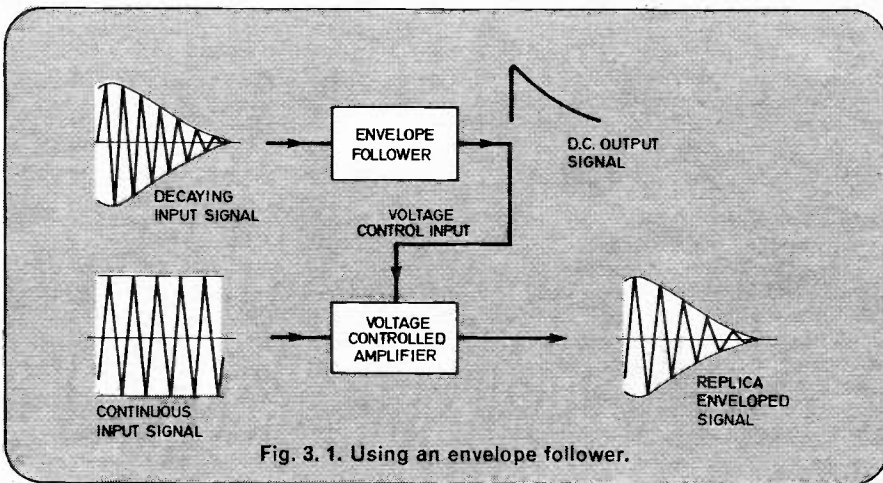 ENVELOPE
FOLLOWER
D.C. OUTPUT
SIGNAL
DECAYING
INPUT SIGNAL
VOLTAGE
CONTROL INPUT
VOLTAGE
CONTROLLED
AMPLIFIER
CONTINUOUS
INPUT SIGNAL
REPLICA
ENVELOPED
SIGNAL
Fig. 3. 1. Using an envelope follower.